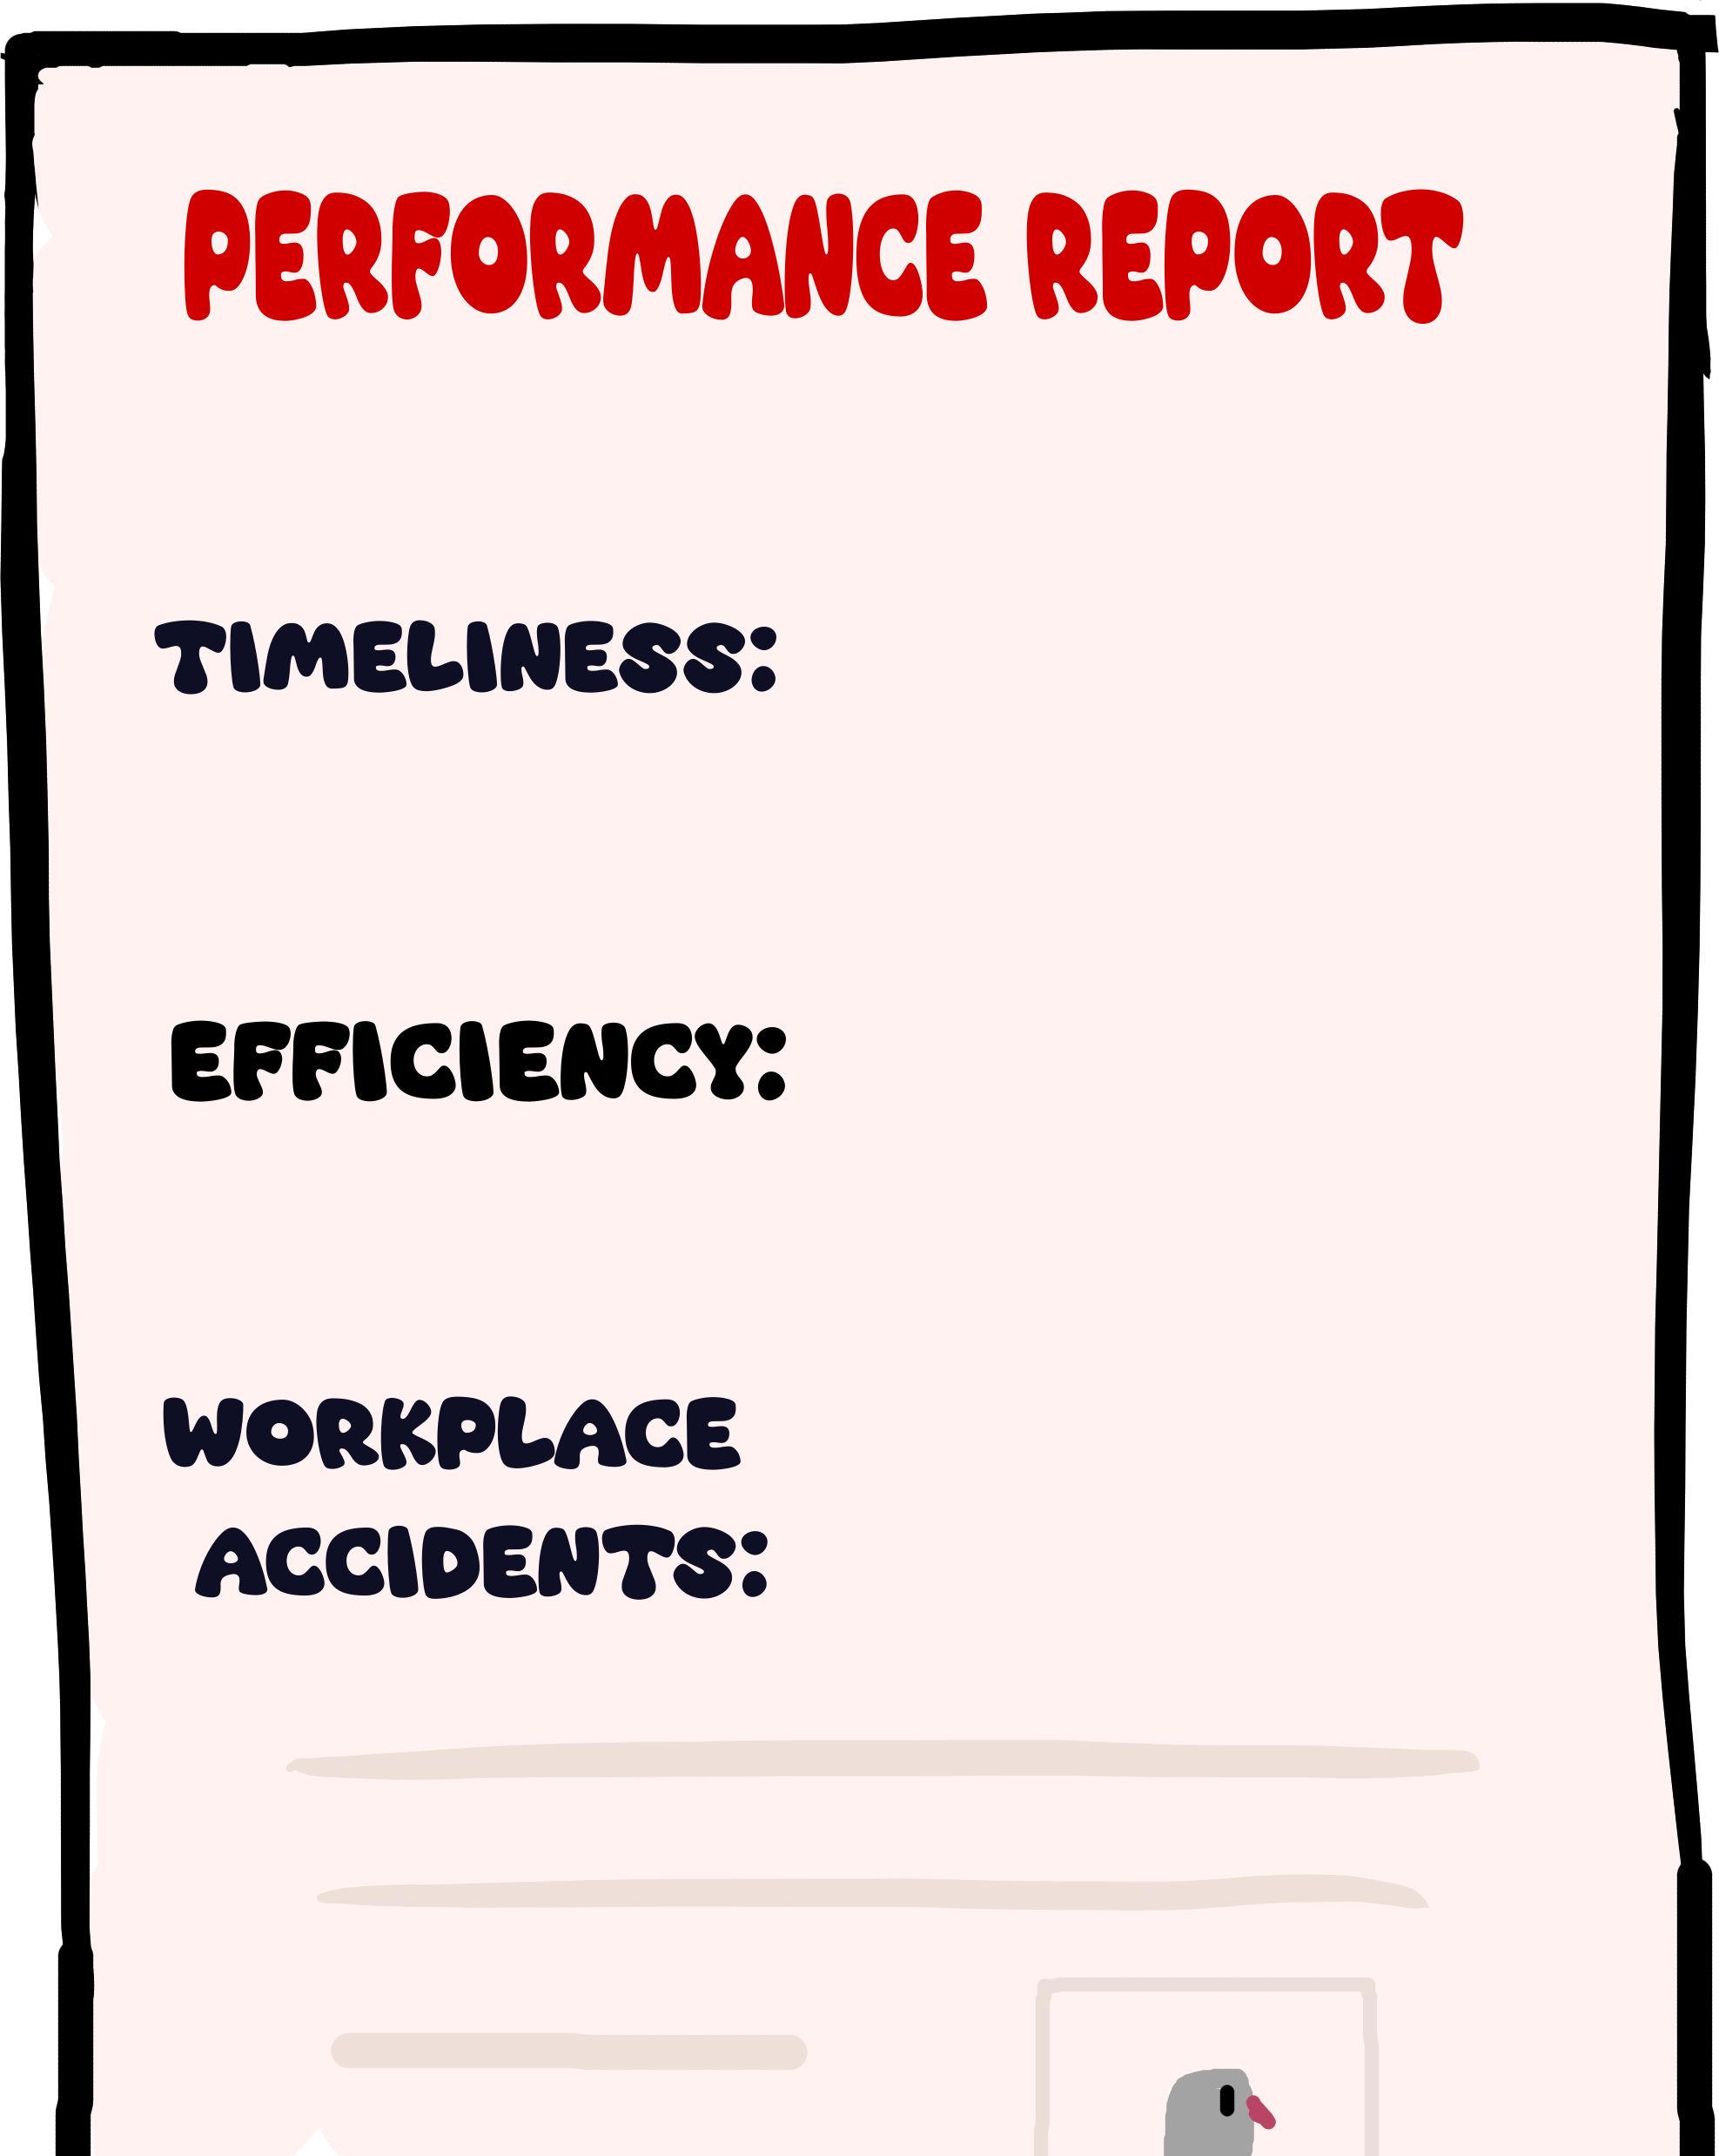 PERFORMANCE REPORT
TIMELINESS:
EFFICIENCY:
WORKPLACE
ACCIDENTS: